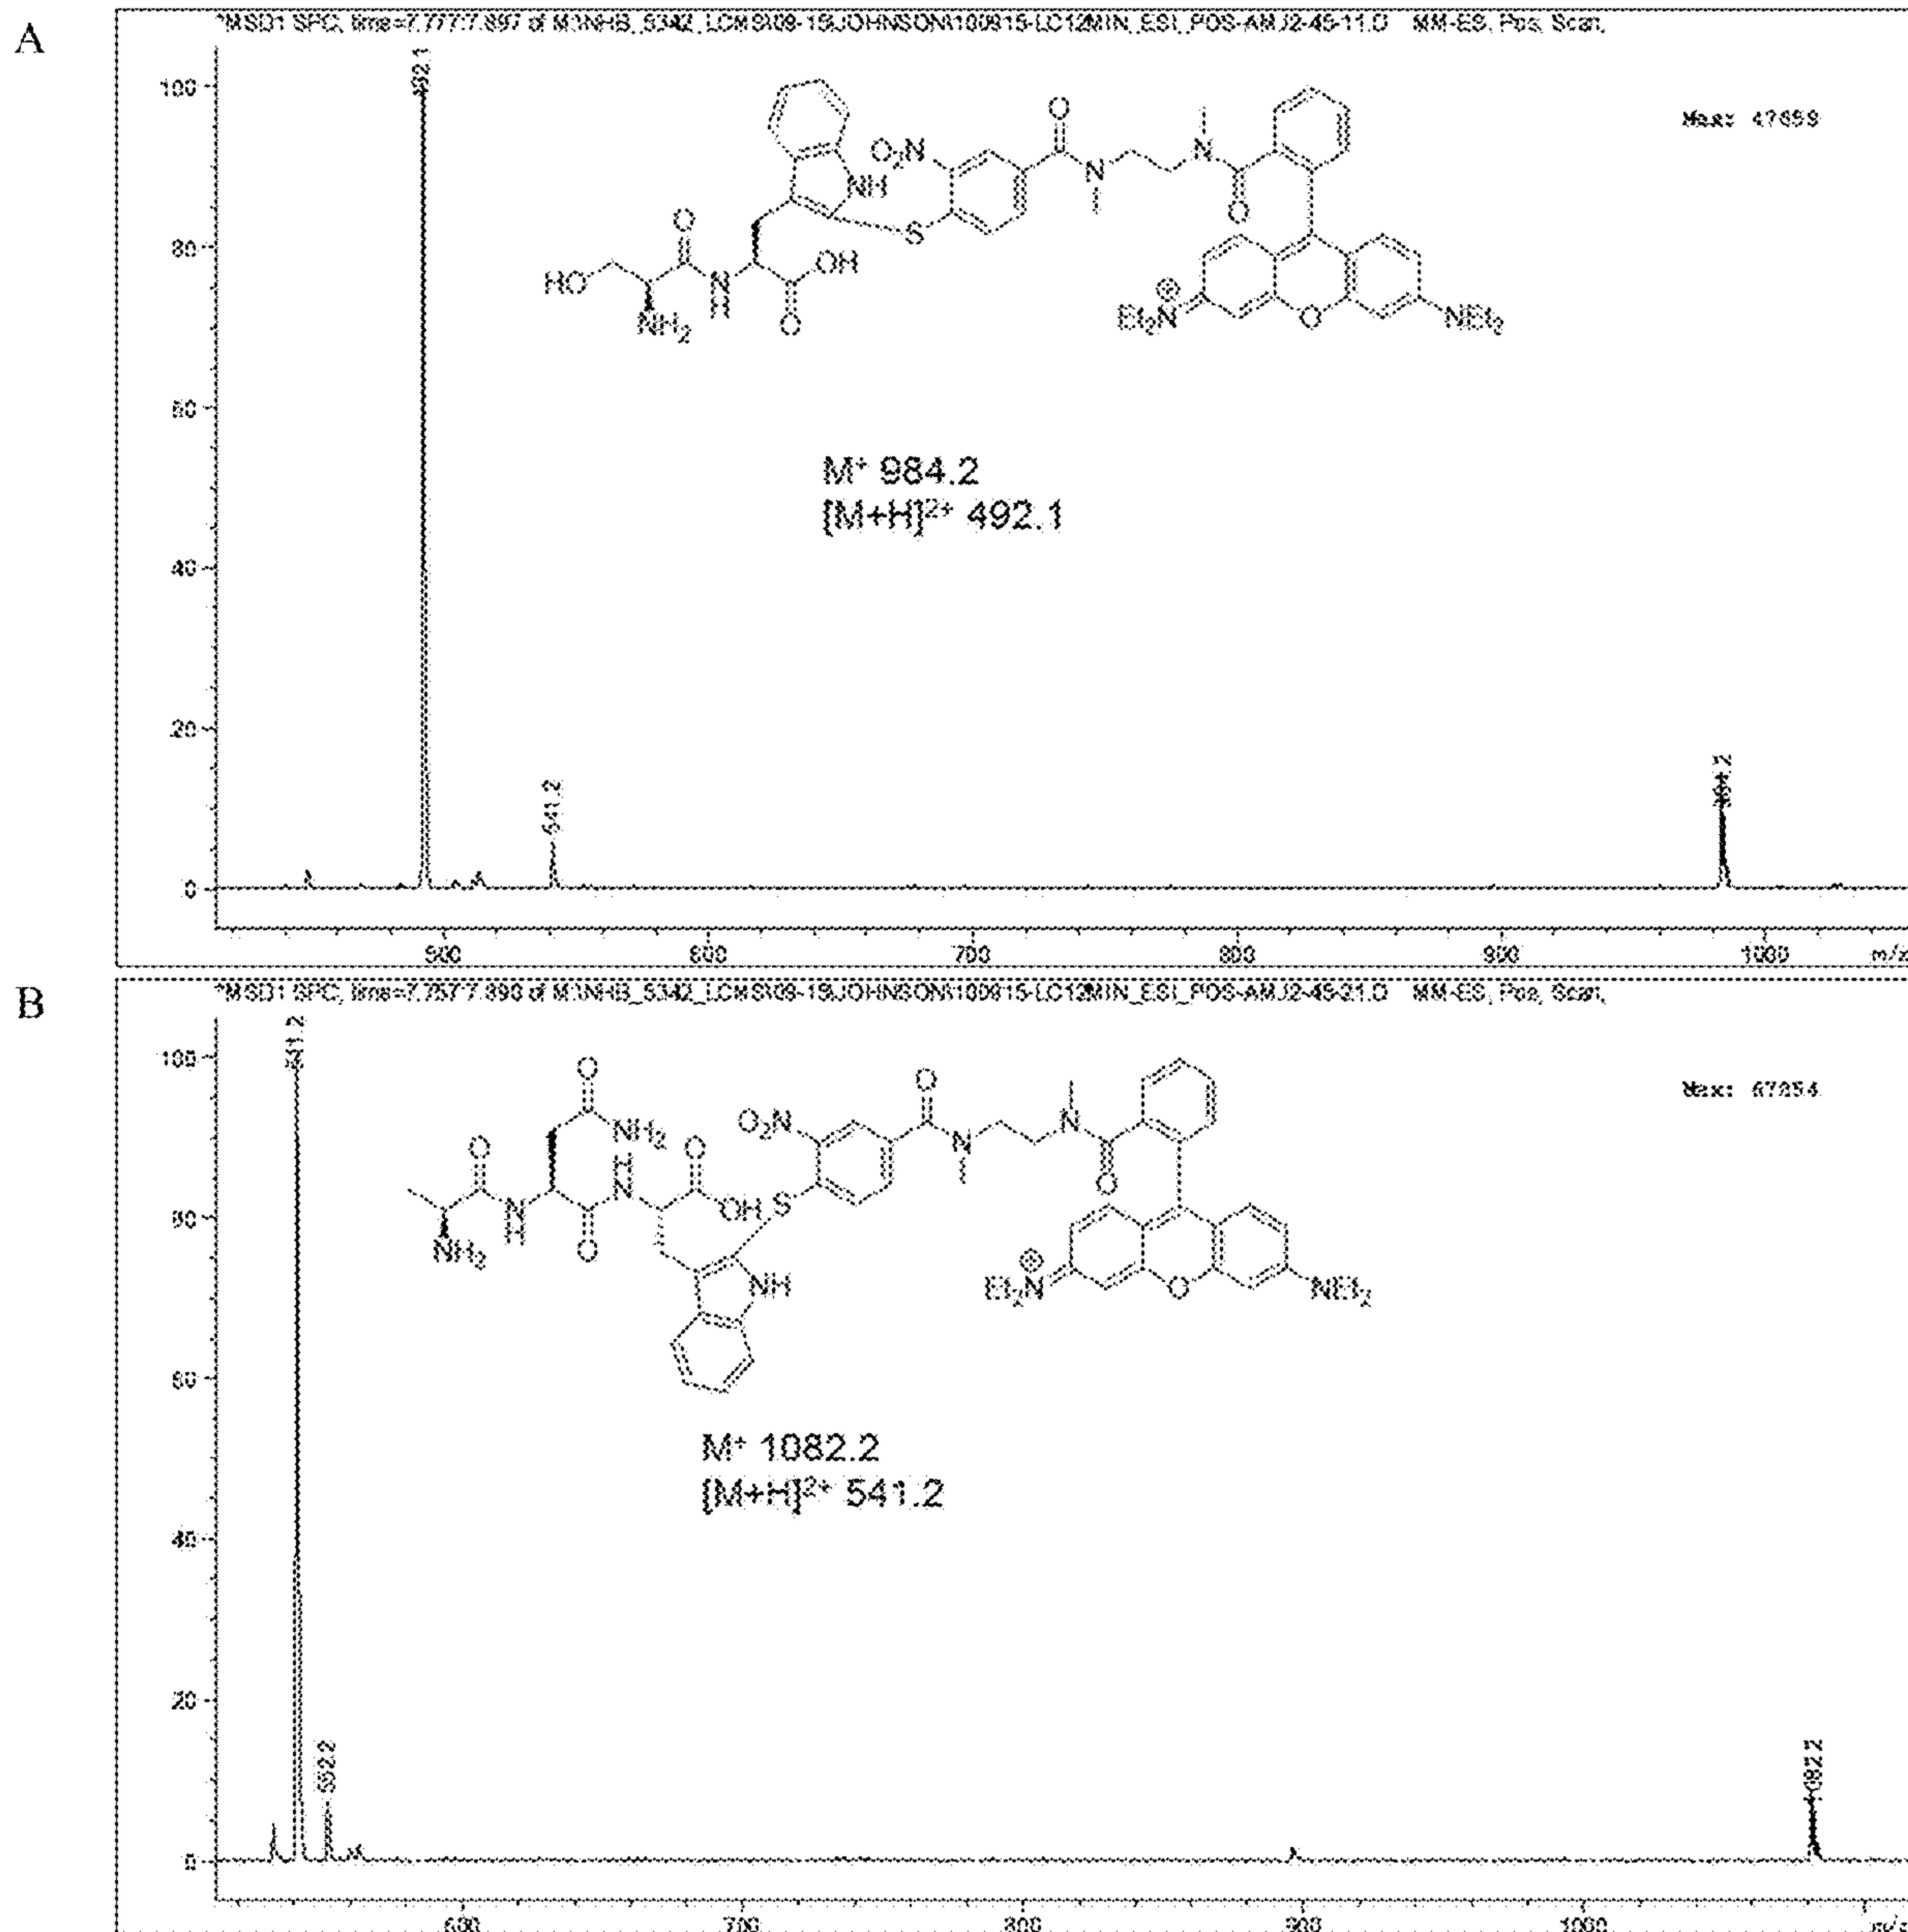 A
*MSD1 SPC, time=7.777:7.897 of M:\NHB_5342_LCMS\09-15\JOHNSON\100915-LC12MIN_ESI_POS-AMJ2-45-11.D MM-ES, Pos, Scan,
100
492.1
Max: 47659
80
60
40
20
0
O
O₂N
N
NH
S
O
N
O
O
HO
NH₂
N
H
OH
O
Et₂N
⊕
O
NEt₂
M⁺ 984.2
[M+H]²⁺ 492.1
541.2
984.2
500
600
700
800
900
1000
m/z
B
*MSD1 SPC, time=7.757:7.890 of M:\NHB_5342_LCMS\09-15\JOHNSON\100915-LC12MIN_ESI_POS-AMJ2-45-21.D MM-ES, Pos, Scan,
100
541.2
80
60
40
20
0
O
NH₂
O
NH₂
N
H
O
H
N
O
OH
S
NH
O₂N
O
N
N
O
Et₂N
⊕
O
NEt₂
M⁺ 1082.2
[M+H]²⁺ 541.2
552.2
1082.2
600
700
800
900
1000
m/z